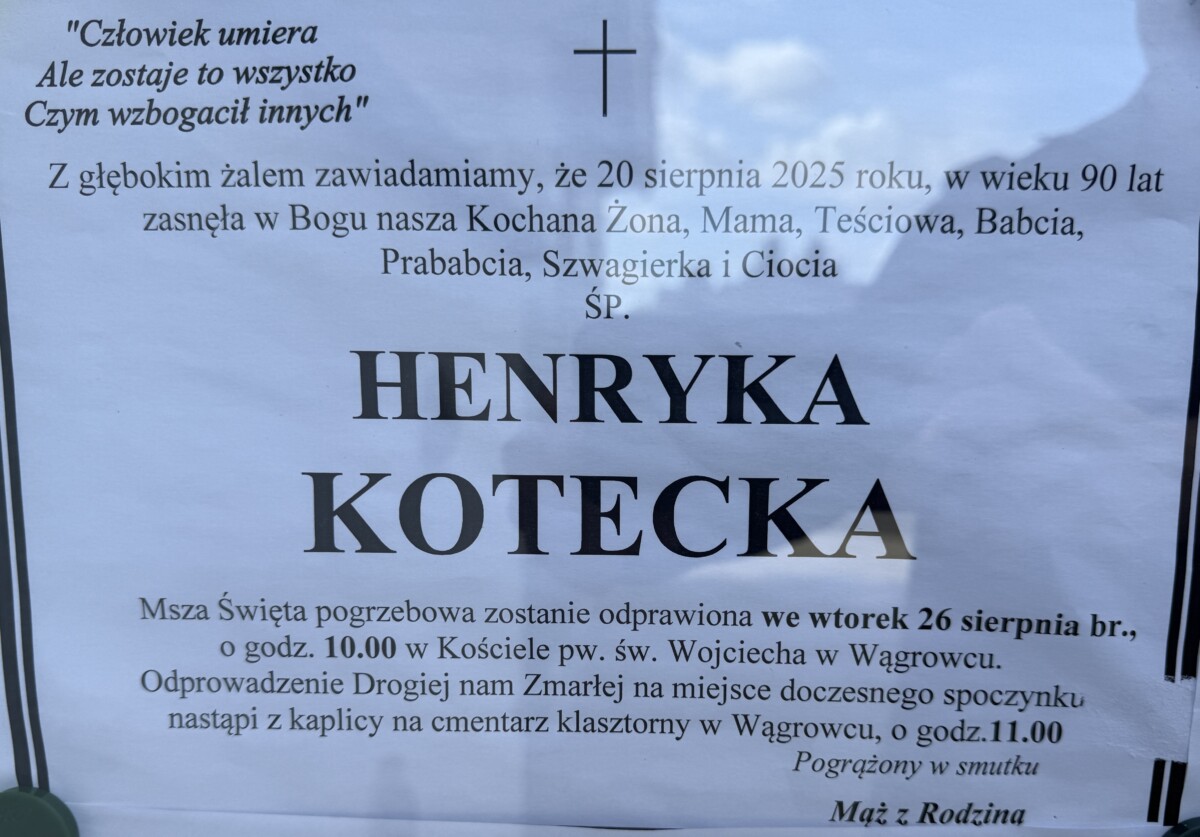 "Człowiek umiera
Ale zostaje to wszystko
Czym wzbogacił innych"
Z głębokim żalem zawiadamiamy, że 20 sierpnia 2025 roku, w wieku 90 lat
zasnęła w Bogu nasza Kochana Żona, Mama, Teściowa, Babcia,
Prababcia, Szwagierka i Ciocia
ŚP.
HENRYKA
KOTECKA
Msza Święta pogrzebowa zostanie odprawiona we wtorek 26 sierpnia br.,
o godz. 10.00 w Kościele pw. św. Wojciecha w Wągrowcu.
Odprowadzenie Drogiej nam Zmarłej na miejsce doczesnego spoczynku
nastąpi z kaplicy na cmentarz klasztorny w Wągrowcu, o godz.11.00
Pogrążony w smutku
Mąż z Rodziną